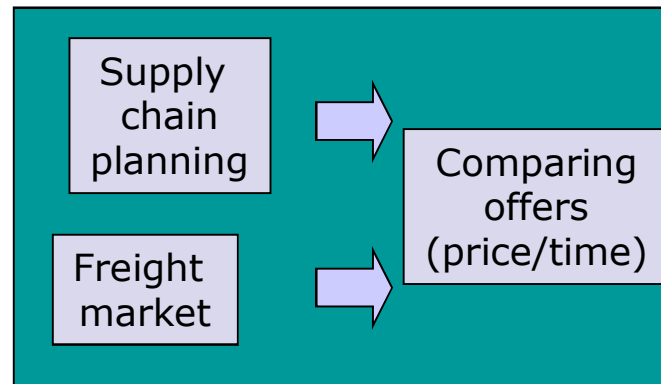 Supply
chain
planning
Freight
market
Comparing
offers
(price/time)